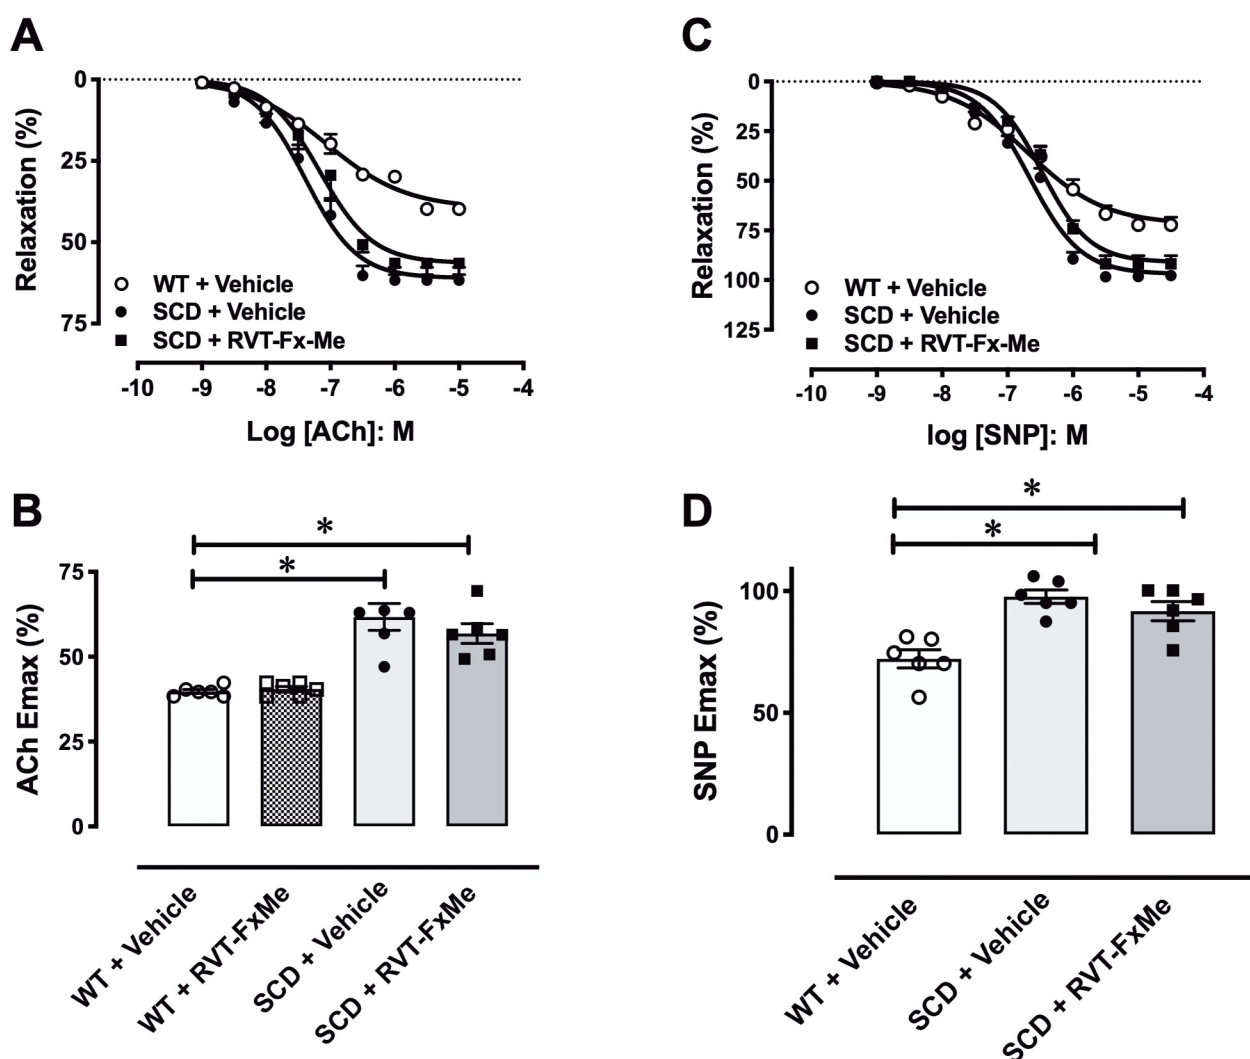 A
Relaxation (%)
0
25
50
75
WT + Vehicle
SCD + Vehicle
SCD + RVT-Fx-Me
-10 -9 -8 -7 -6 -5 -4
Log [ACh]: M
C
Relaxation (%)
0
25
50
75
100
125
WT + Vehicle
SCD + Vehicle
SCD + RVT-Fx-Me
-10 -9 -8 -7 -6 -5 -4
log [SNP]: M
B
ACh Emax (%)
75
50
25
0
*
*
WT + Vehicle
WT + RVT-FxMe
SCD + Vehicle
SCD + RVT-FxMe
D
SNP Emax (%)
100
50
0
*
*
WT + Vehicle
SCD + Vehicle
SCD + RVT-FxMe